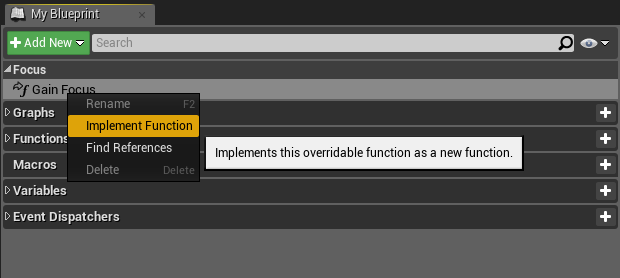 My Blueprint
Add New
Search
Focus
Gain Focus
Rename F2
Graphs
Implement Function
Functions
Find References
Implements this overridable function as a new function.
Macros
Delete Delete
Variables
Event Dispatchers